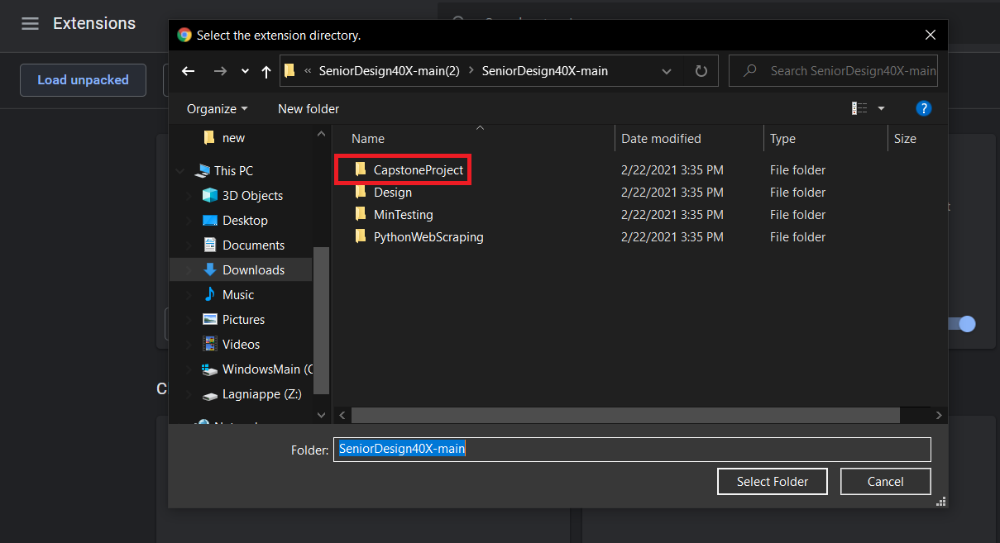 Extensions
Select the extension directory.
Load unpacked
« SeniorDesign40X-main(2) > SeniorDesign40X-main
Search SeniorDesign40X-main
Organize
New folder
?
Name
Date modified
Type
Size
new
This PC
3D Objects
Desktop
Documents
Downloads
Music
Pictures
Videos
WindowsMain (C
Lagniappe (Z:)
CapstoneProject 2/22/2021 3:35 PM File folder
Design 2/22/2021 3:35 PM File folder
MinTesting 2/22/2021 3:35 PM File folder
PythonWebScraping 2/22/2021 3:35 PM File folder
C
Folder: SeniorDesign40X-main
Select Folder
Cancel